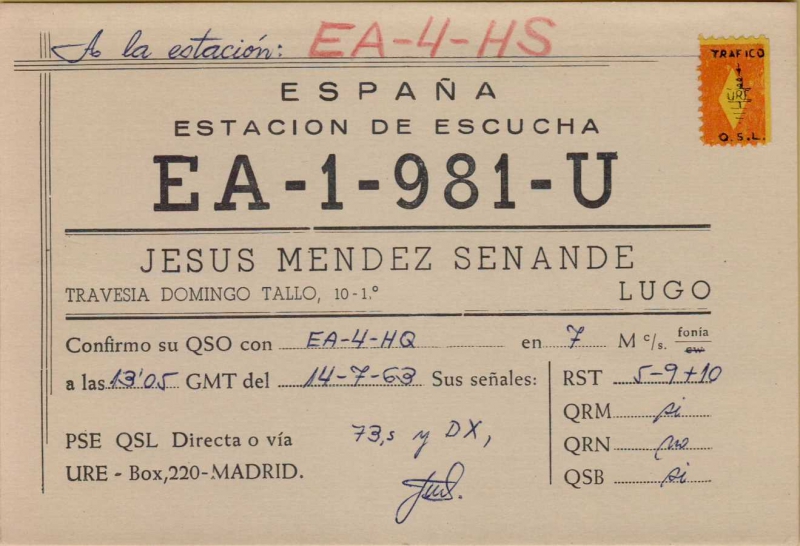 A la estación: EA-4-HS
TRAFICO
URE
Q.S.L.
ESPAÑA
ESTACION DE ESCUCHA
EA-1-981-U
JESUS MENDEZ SENANDE
TRAVESIA DOMINGO TALLO, 10-1.º LUGO
Confirmo su QSO con EA-4-HQ en 7 M c/s. fonía cw
a las 13'05 GMT del 14-7-63 Sus señales: RST 5-9+10
QRM si
PSE QSL Directa o vía 73,s y DX, QRN no
URE - Box, 220-MADRID. QSB si